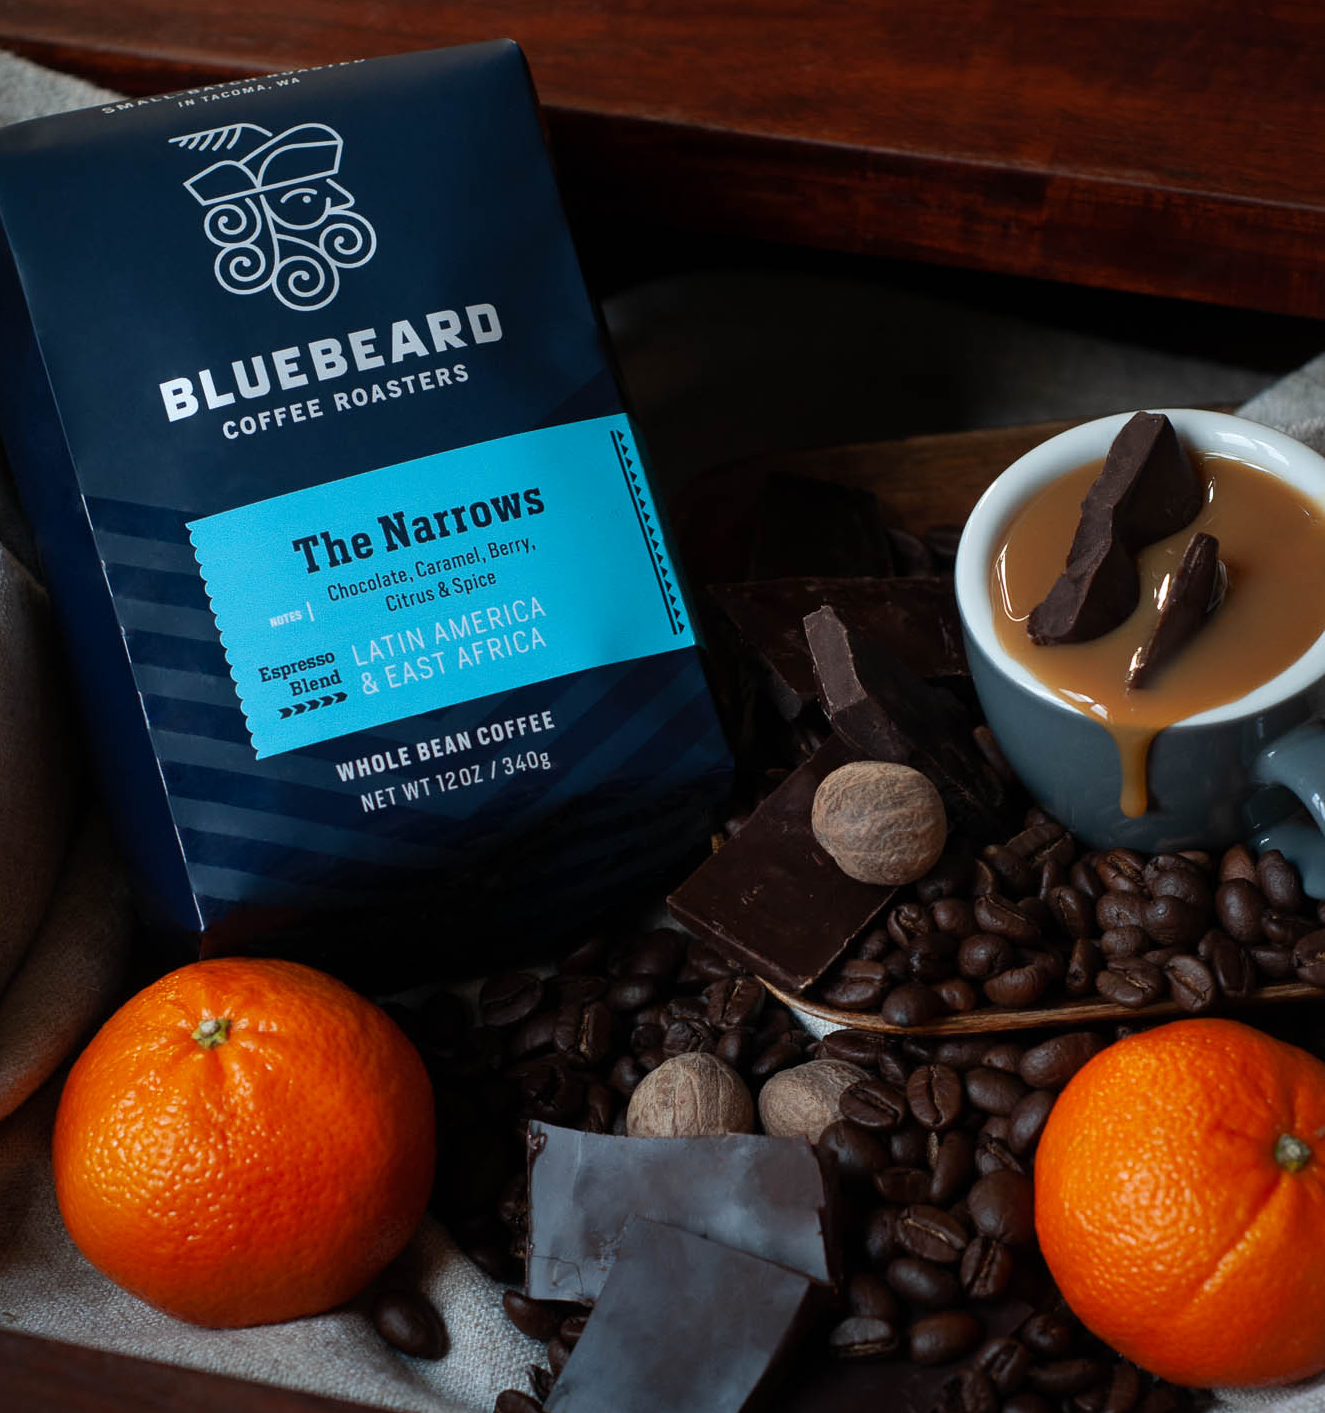 SMALL-BATCH ROASTED
IN TACOMA, WA
BLUEBEARD
COFFEE ROASTERS
The Narrows
NOTES | Chocolate, Caramel, Berry,
Citrus & Spice
Espresso
Blend
LATIN AMERICA
& EAST AFRICA
WHOLE BEAN COFFEE
NET WT 12OZ / 340g